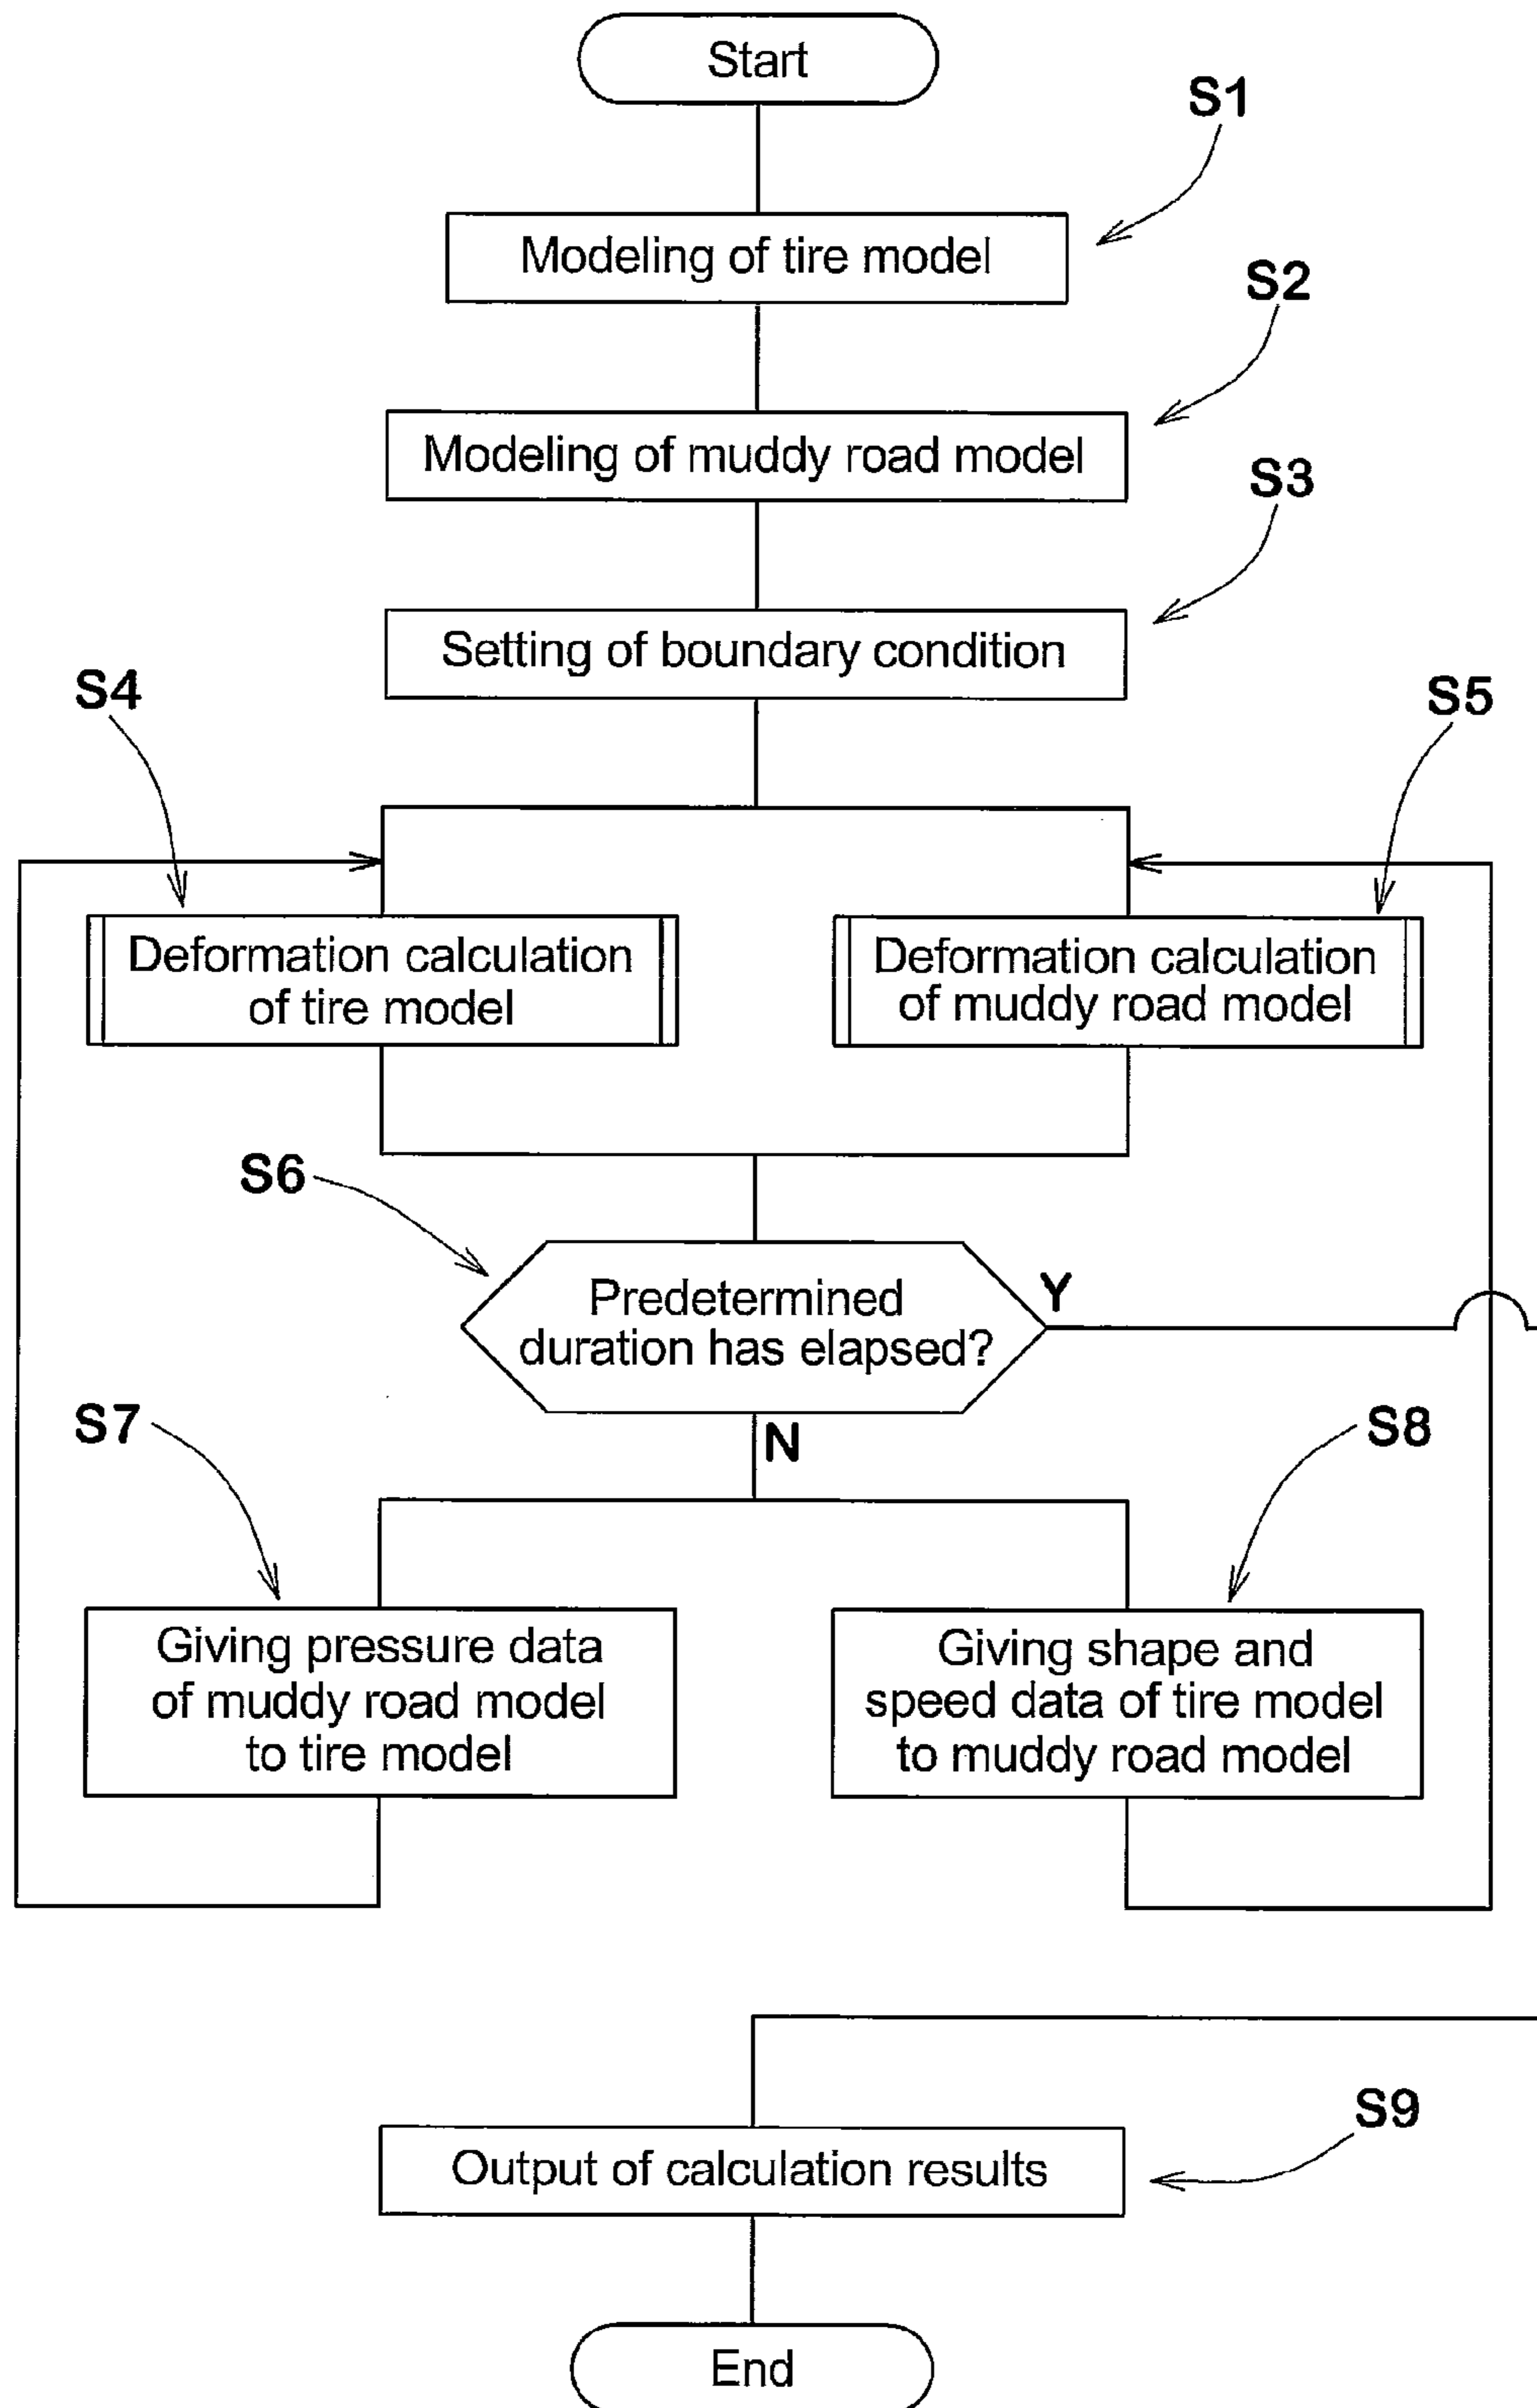 Start
S1
Modeling of tire model
S2
Modeling of muddy road model
S3
Setting of boundary condition
S4
S5
Deformation calculation
of tire model
Deformation calculation
of muddy road model
S6
Predetermined
duration has elapsed?
Y
N
S7
S8
Giving pressure data
of muddy road model
to tire model
Giving shape and
speed data of tire model
to muddy road model
S9
Output of calculation results
End